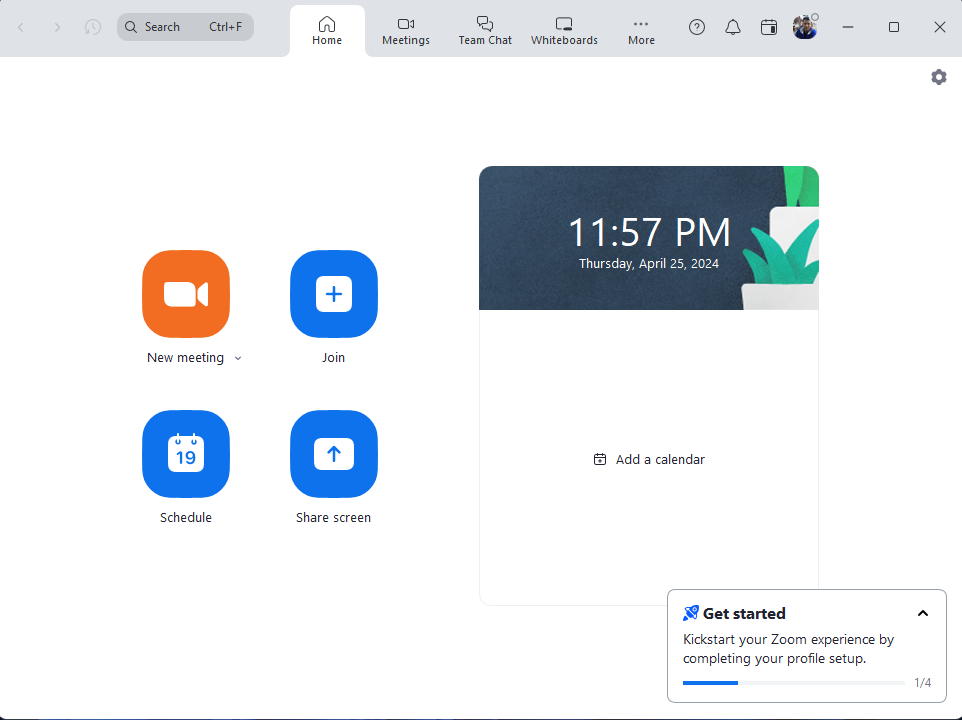 Search Ctrl+F
Home
Meetings
Team Chat
Whiteboards
More
11:57 PM
Thursday, April 25, 2024
New meeting
Join
19
Schedule
Share screen
Add a calendar
Get started
Kickstart your Zoom experience by
completing your profile setup.
1/4